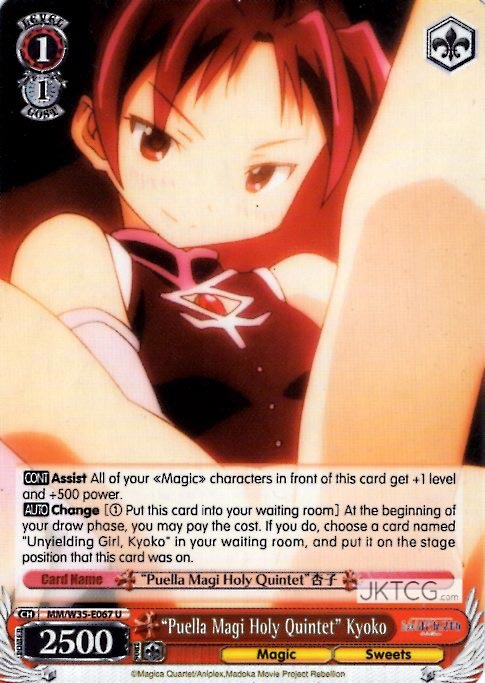 LEVEL
1
1
COST
CONT Assist All of your «Magic» characters in front of this card get +1 level
and +500 power.
AUTO Change [① Put this card into your waiting room] At the beginning of
your draw phase, you may pay the cost. If you do, choose a card named
"Unyielding Girl, Kyoko" in your waiting room, and put it on the stage
position that this card was on.
Card Name "Puella Magi Holy Quintet" 杏子
JKTCG.com
CH MM/W35-E067 U
POWER 2500 "Puella Magi Holy Quintet" Kyoko
SOUL Magic Sweets
©Magica Quartet/Aniplex,Madoka Movie Project Rebellion